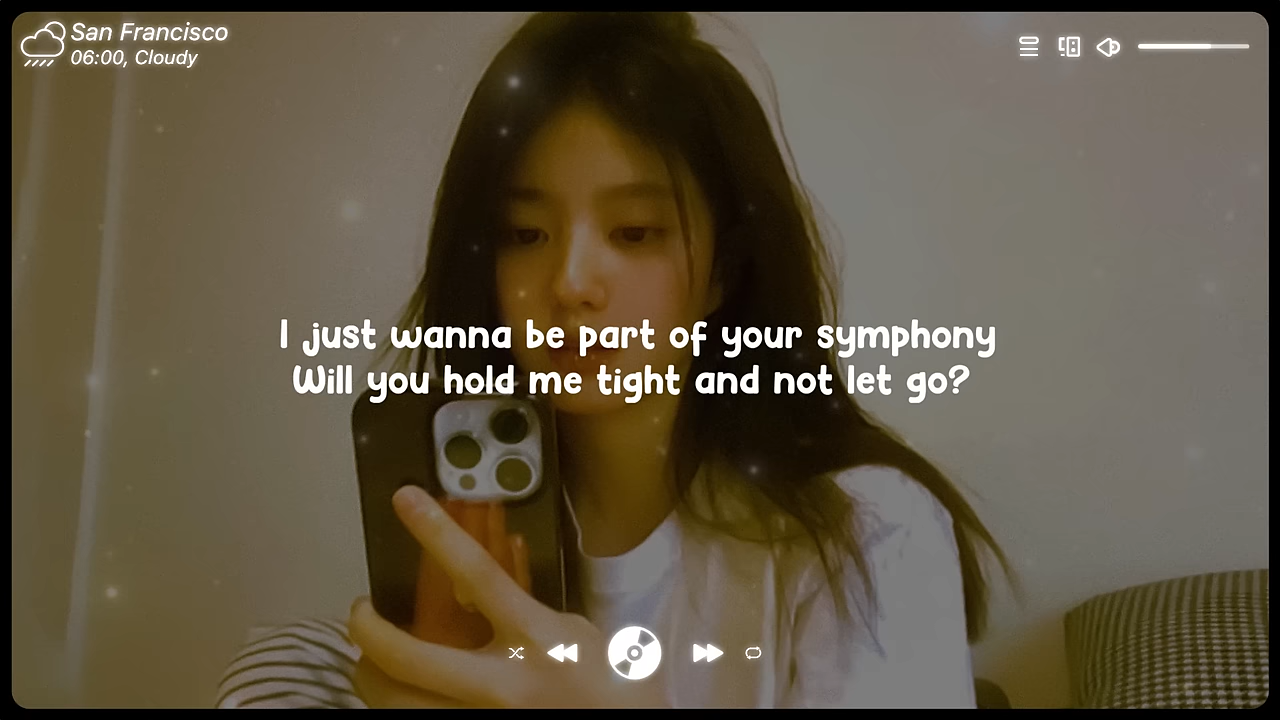 San Francisco
06:00, Cloudy
I just wanna be part of your symphony
Will you hold me tight and not let go?